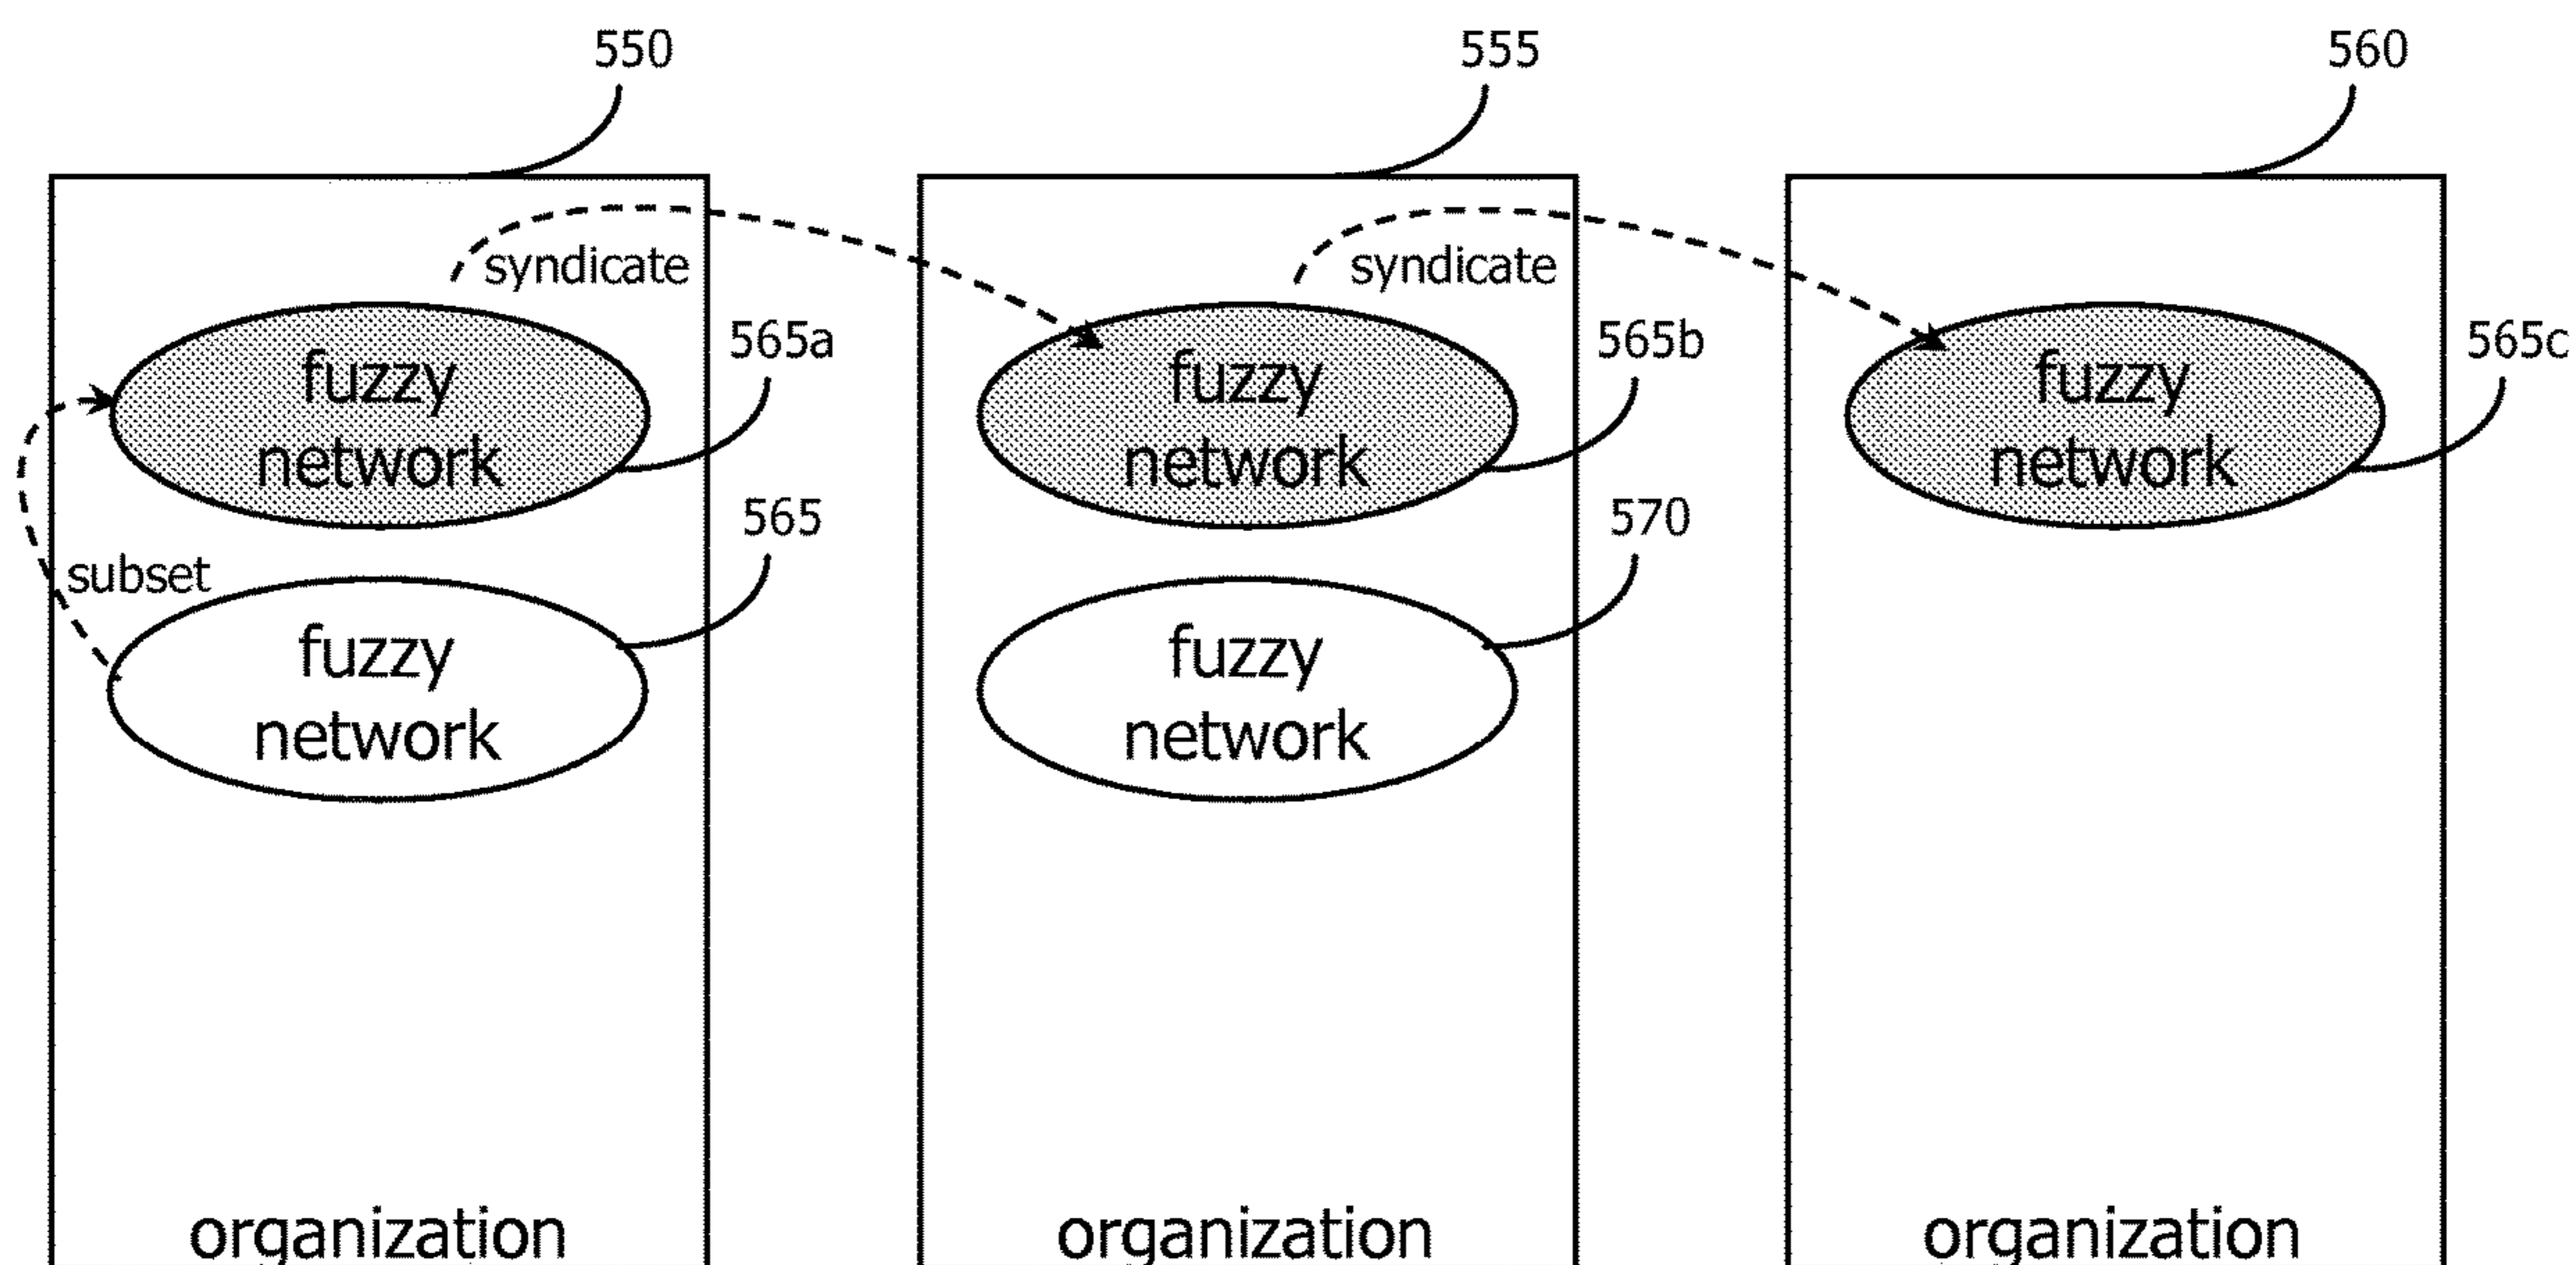 550
555
560
syndicate
syndicate
565a
565b
565c
fuzzy
network
fuzzy
network
fuzzy
network
565
570
subset
fuzzy
network
fuzzy
network
organization
organization
organization